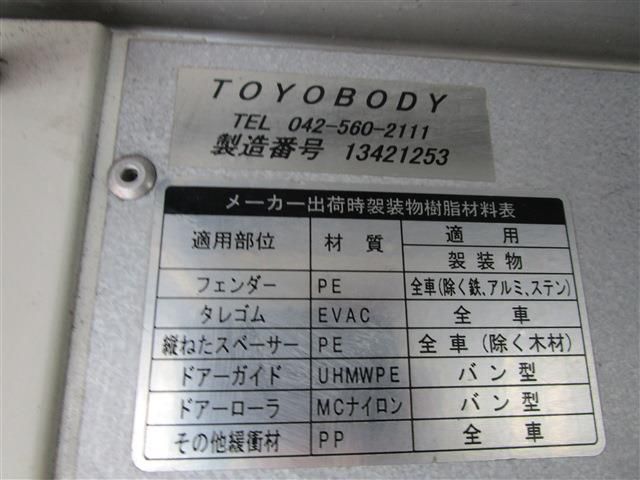 TOYOBODY
TEL 042-560-2111
製造番号 13421253
メーカー出荷時架装物樹脂材料表
適用部位 材質 適用
架装物
フェンダー PE 全車(除く鉄､アルミ､ステン)
タレゴム EVAC 全車
縦ねたスペーサー PE 全車(除く木材)
ドアーガイド UHMWPE バン型
ドアーローラ MCナイロン バン型
その他緩衝材 PP 全車